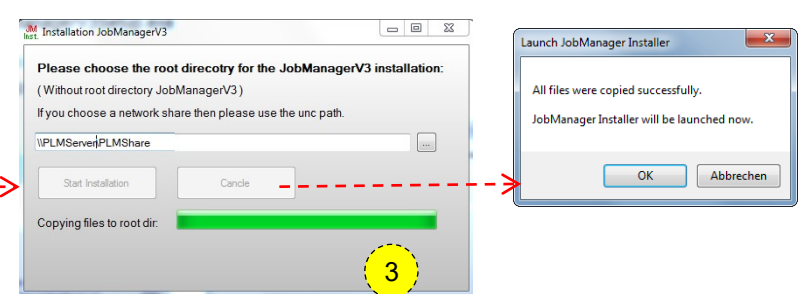 JM
Inst.
Installation JobManagerV3
Please choose the root direcotry for the JobManagerV3 installation:
( Without root directory JobManagerV3 )
If you choose a network share then please use the unc path.
\\PLMServer\PLMShare
...
Start Installation
Cancle
Copying files to root dir:
3
Launch JobManager Installer
All files were copied successfully.
JobManager Installer will be launched now.
OK
Abbrechen